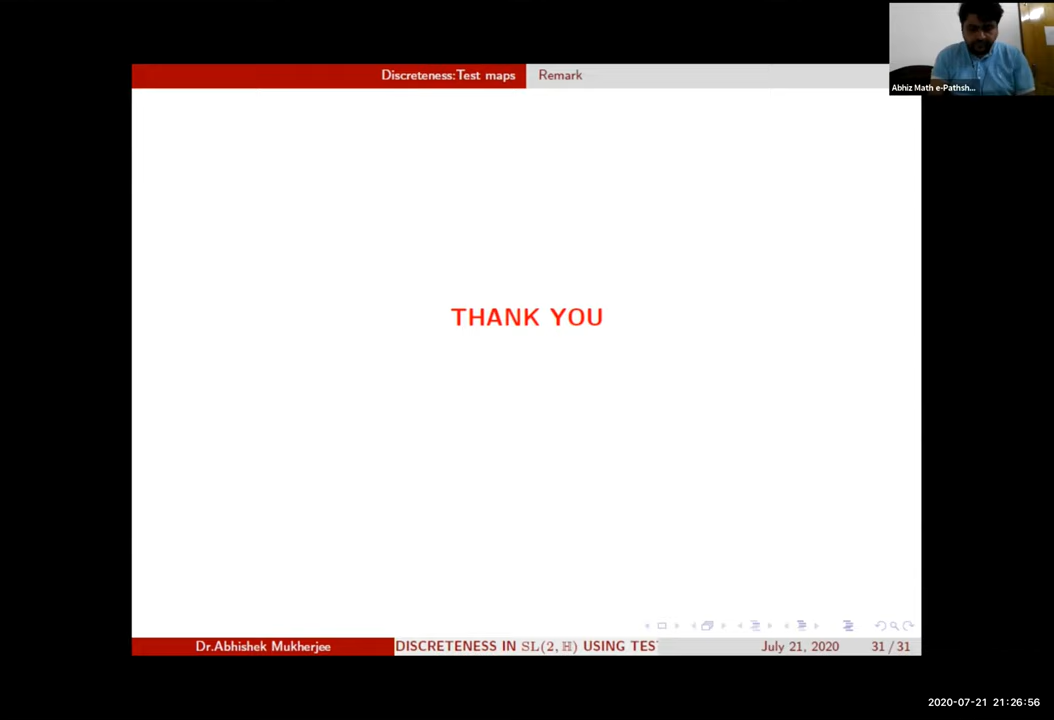 Discreteness:Test maps Remark
Abhiz Math e-Pathsh...
THANK YOU
Dr.Abhishek Mukherjee DISCRETENESS IN SL(2, ℍ) USING TES July 21, 2020 31 / 31
2020-07-21 21:26:56